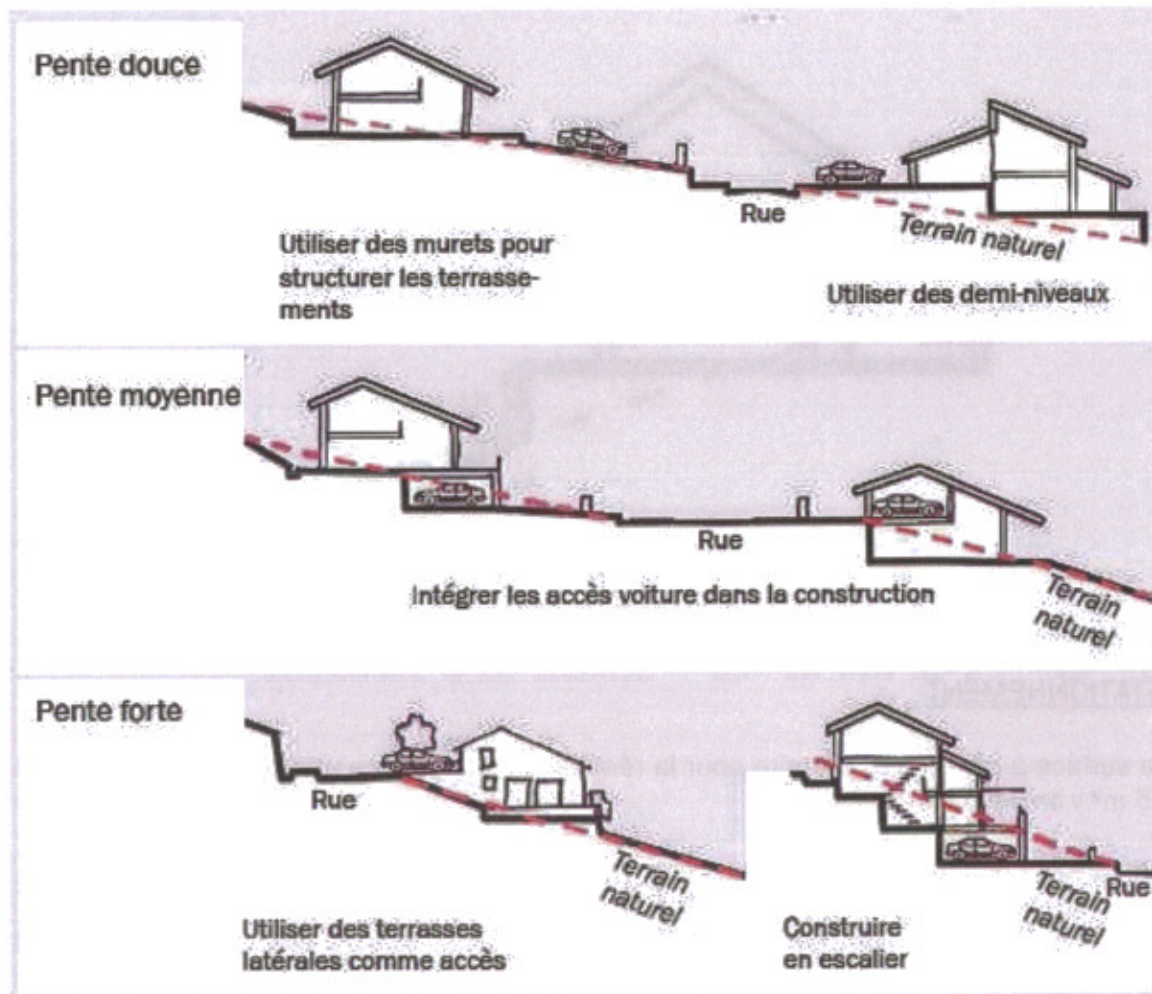 Pente douce
Rue
Terrain naturel
Utiliser des murets pour
structurer les terrasse-
ments
Utiliser des demi-niveaux
Pente moyenne
Rue
Intégrer les accès voiture dans la construction
Terrain
naturel
Pente forte
Rue
Terrain
naturel
Utiliser des terrasses
latérales comme accès
Rue
Terrain
naturel
Construire
en escalier